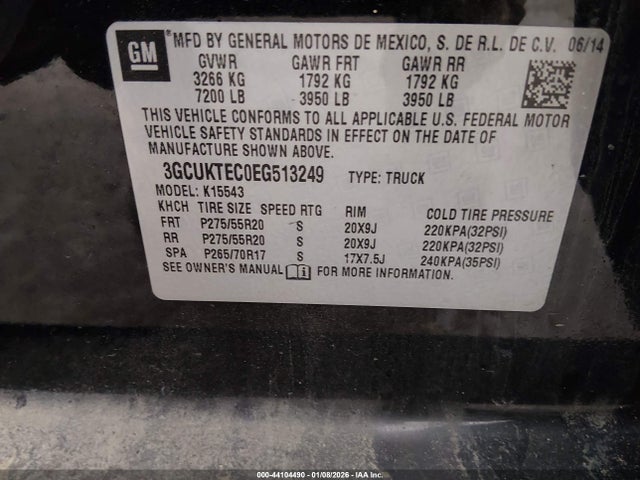 GM
MFD BY GENERAL MOTORS DE MEXICO, S. DE R.L. DE C.V. 06/14
GVWR GAWR FRT GAWR RR
3266 KG 1792 KG 1792 KG
7200 LB 3950 LB 3950 LB
THIS VEHICLE CONFORMS TO ALL APPLICABLE U.S. FEDERAL MOTOR
VEHICLE SAFETY STANDARDS IN EFFECT ON THE DATE OF
MANUFACTURE SHOWN ABOVE.
3GCUKTEC0EG513249 TYPE: TRUCK
MODEL: K15543
KHCH TIRE SIZE SPEED RTG RIM COLD TIRE PRESSURE
FRT P275/55R20 S 20X9J 220KPA(32PSI)
RR P275/55R20 S 20X9J 220KPA(32PSI)
SPA P265/70R17 S 17X7.5J 240KPA(35PSI)
SEE OWNER'S MANUAL FOR MORE INFORMATION.
000-44104490 - 01/08/2026 - IAA Inc.